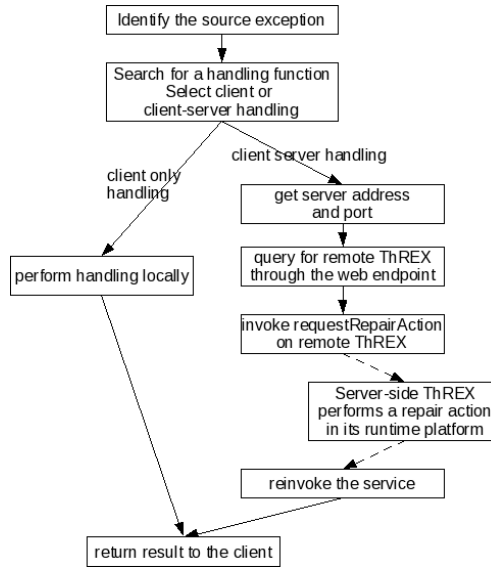 Identify the source exception
Search for a handling function
Select client or
client-server handling
client only
handling
client server handling
get server address
and port
perform handling locally
query for remote ThREX
through the web endpoint
invoke requestRepairAction
on remote ThREX
Server-side ThREX
performs a repair action
in its runtime platform
reinvoke the service
return result to the client